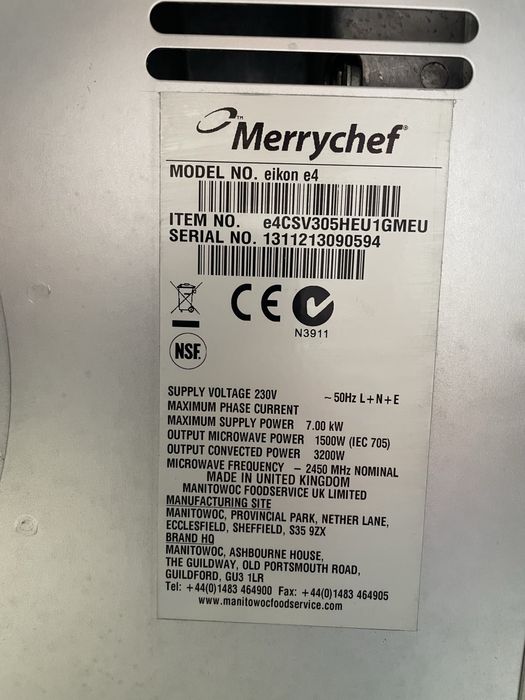 Merrychef®
MODEL NO. eikon e4
ITEM NO. e4CSV305HEU1GMEU
SERIAL NO. 1311213090594
CE
N3911
NSF.
SUPPLY VOLTAGE 230V ~ 50Hz L+N+E
MAXIMUM PHASE CURRENT
MAXIMUM SUPPLY POWER 7.00 kW
OUTPUT MICROWAVE POWER 1500W (IEC 705)
OUTPUT CONVECTED POWER 3200W
MICROWAVE FREQUENCY – 2450 MHz NOMINAL
MADE IN UNITED KINGDOM
MANITOWOC FOODSERVICE UK LIMITED
MANUFACTURING SITE
MANITOWOC, PROVINCIAL PARK, NETHER LANE,
ECCLESFIELD, SHEFFIELD, S35 9ZX
BRAND HQ
MANITOWOC, ASHBOURNE HOUSE,
THE GUILDWAY, OLD PORTSMOUTH ROAD,
GUILDFORD, GU3 1LR
Tel: +44(0)1483 464900 Fax: +44(0)1483 464905
www.manitowocfoodservice.com